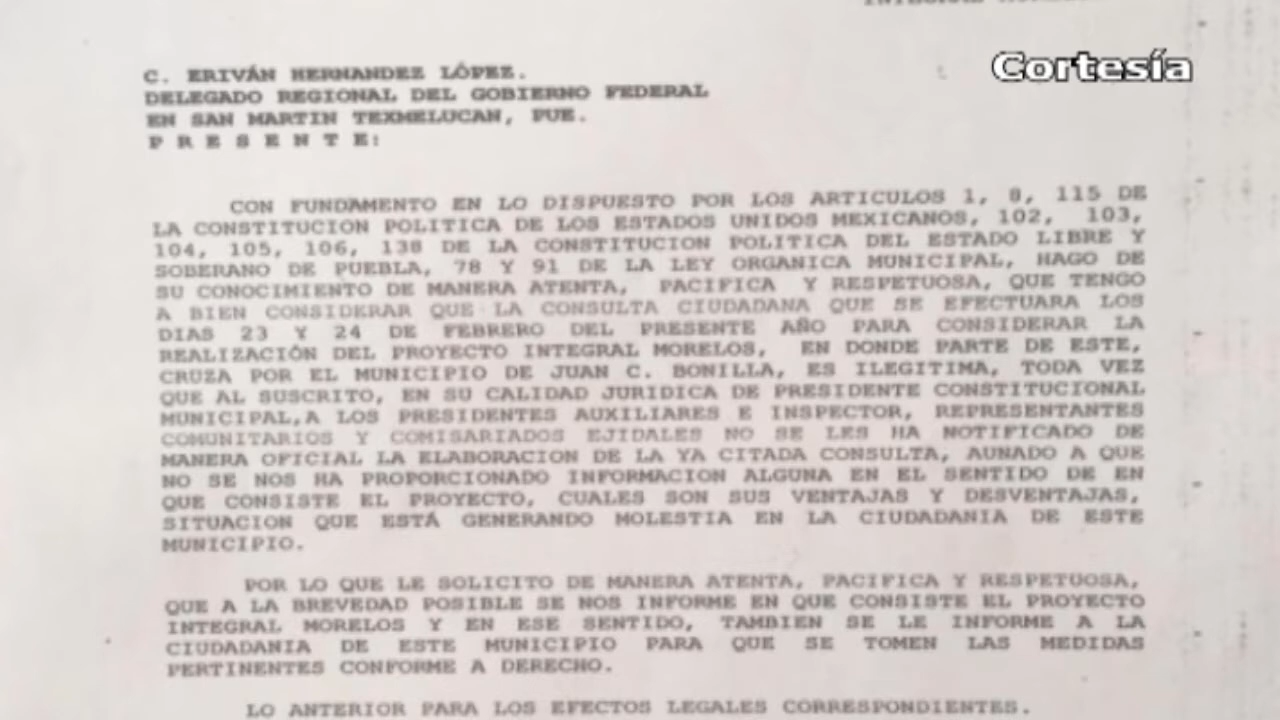 Cortesía
C. ERIVÁN HERNANDEZ LÓPEZ.
DELEGADO REGIONAL DEL GOBIERNO FEDERAL
EN SAN MARTIN TEXMELUCAN, PUE.
P R E S E N T E:
CON FUNDAMENTO EN LO DISPUESTO POR LOS ARTICULOS 1, 8, 115 DE
LA CONSTITUCION POLITICA DE LOS ESTADOS UNIDOS MEXICANOS, 102, 103,
104, 105, 106, 138 DE LA CONSTITUCION POLITICA DEL ESTADO LIBRE Y
SOBERANO DE PUEBLA, 78 Y 91 DE LA LEY ORGANICA MUNICIPAL, HAGO DE
SU CONOCIMIENTO DE MANERA ATENTA, PACIFICA Y RESPETUOSA, QUE TENGO
A BIEN CONSIDERAR QUE LA CONSULTA CIUDADANA QUE SE EFECTUARA LOS
DIAS 23 Y 24 DE FEBRERO DEL PRESENTE AÑO PARA CONSIDERAR LA
REALIZACIÓN DEL PROYECTO INTEGRAL MORELOS, EN DONDE PARTE DE ESTE,
CRUZA POR EL MUNICIPIO DE JUAN C. BONILLA, ES ILEGITIMA, TODA VEZ
QUE AL SUSCRITO, EN SU CALIDAD JURIDICA DE PRESIDENTE CONSTITUCIONAL
MUNICIPAL,A LOS PRESIDENTES AUXILIARES E INSPECTOR, REPRESENTANTES
COMUNITARIOS Y COMISARIADOS EJIDALES NO SE LES HA NOTIFICADO DE
MANERA OFICIAL LA ELABORACION DE LA YA CITADA CONSULTA, AUNADO A QUE
NO SE NOS HA PROPORCIONADO INFORMACION ALGUNA EN EL SENTIDO DE EN
QUE CONSISTE EL PROYECTO, CUALES SON SUS VENTAJAS Y DESVENTAJAS,
SITUACION QUE ESTÁ GENERANDO MOLESTIA EN LA CIUDADANIA DE ESTE
MUNICIPIO.
POR LO QUE LE SOLICITO DE MANERA ATENTA, PACIFICA Y RESPETUOSA,
QUE A LA BREVEDAD POSIBLE SE NOS INFORME EN QUE CONSISTE EL PROYECTO
INTEGRAL MORELOS Y EN ESE SENTIDO, TAMBIEN SE LE INFORME A LA
CIUDADANIA DE ESTE MUNICIPIO PARA QUE SE TOMEN LAS MEDIDAS
PERTINENTES CONFORME A DERECHO.
LO ANTERIOR PARA LOS EFECTOS LEGALES CORRESPONDIENTES.